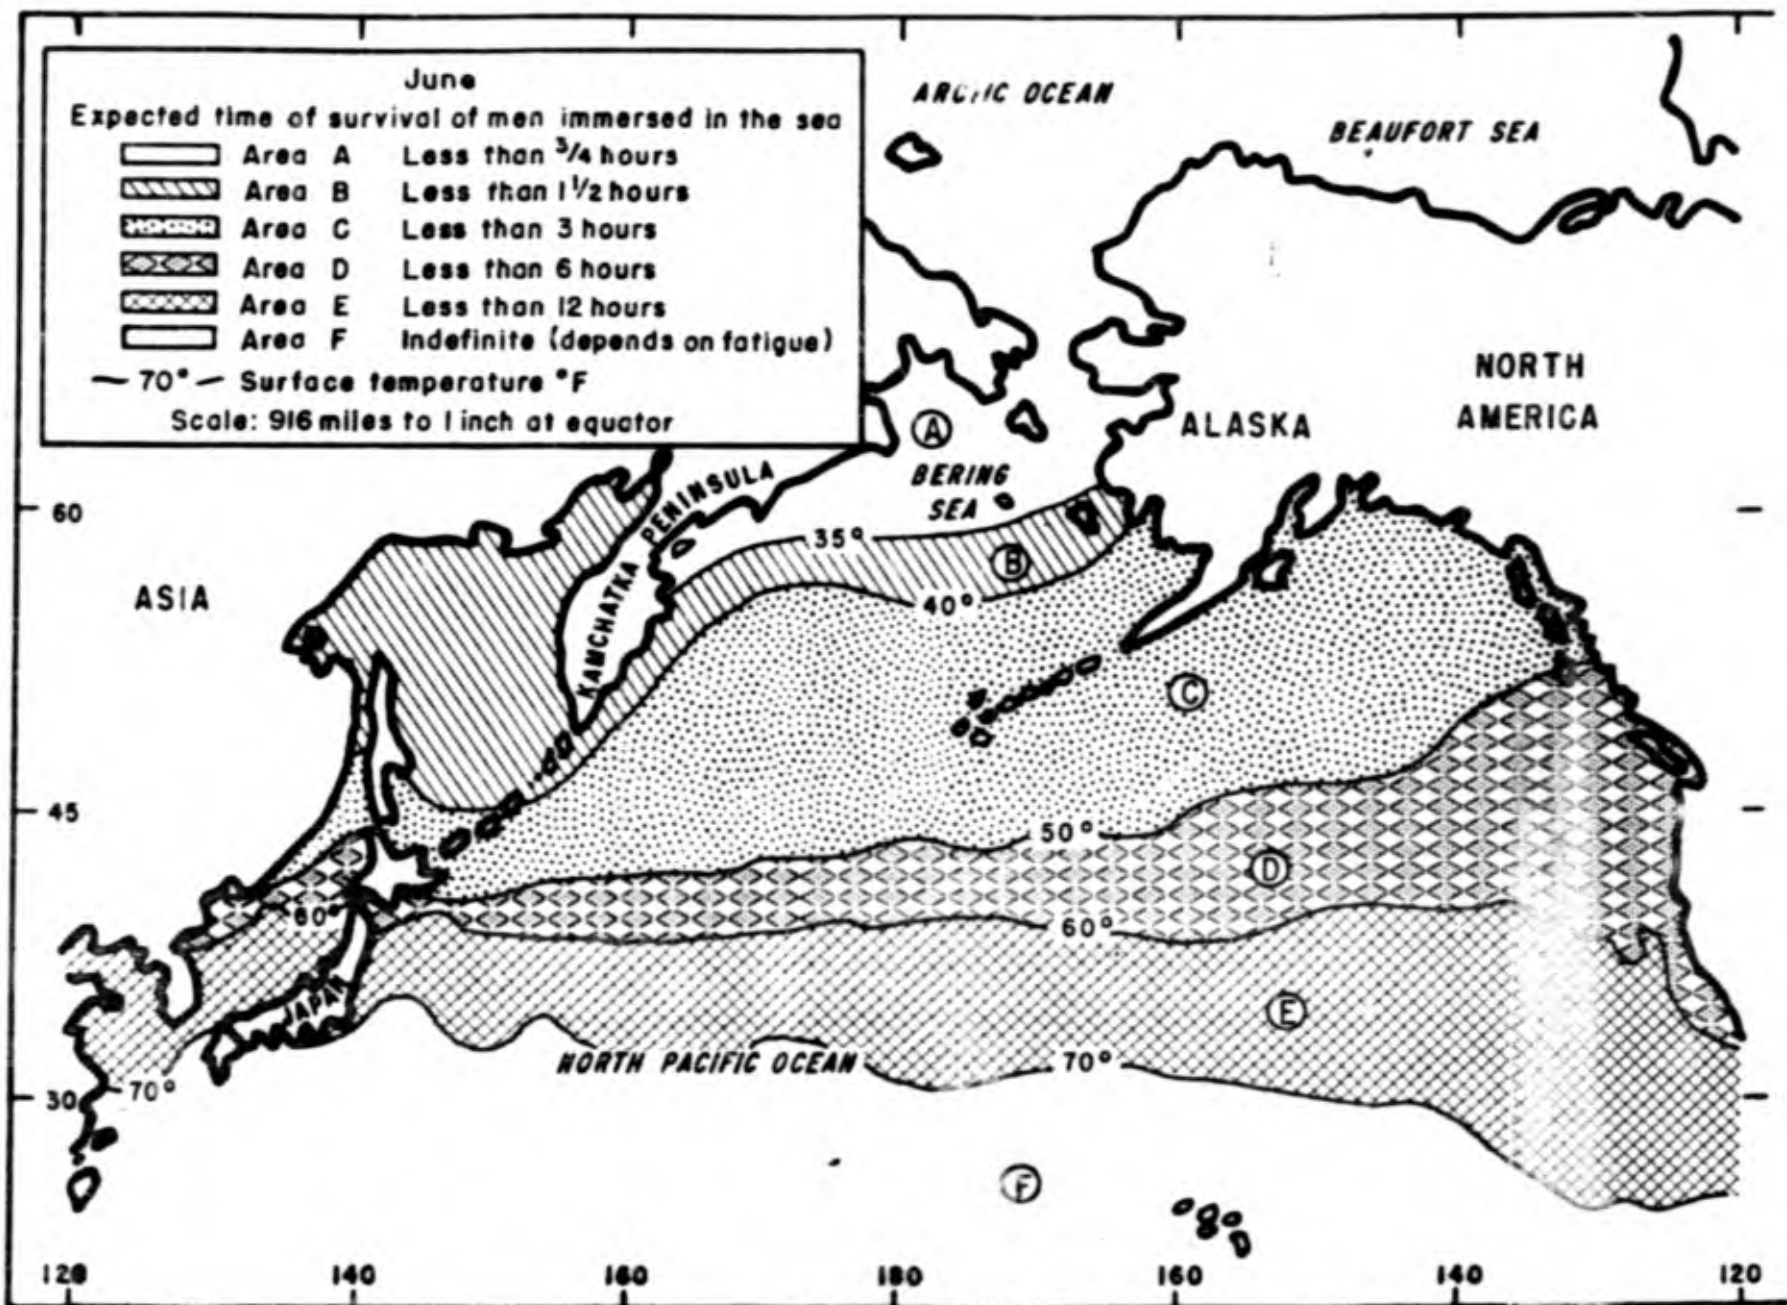 June
Expected time of survival of men immersed in the sea
Area A Less than 3/4 hours
Area B Less than 1 1/2 hours
Area C Less than 3 hours
Area D Less than 6 hours
Area E Less than 12 hours
Area F Indefinite (depends on fatigue)
70° Surface temperature °F
Scale: 916 miles to 1 inch at equator
ARCTIC OCEAN
BEAUFORT SEA
NORTH
AMERICA
ALASKA
A
BERING
SEA
KAMCHATKA PENINSULA
60
35°
B
ASIA
40°
C
45
50°
D
60°
60°
JAPAN
E
NORTH PACIFIC OCEAN
70°
70°
30
F
120 140 160 180 160 140 120